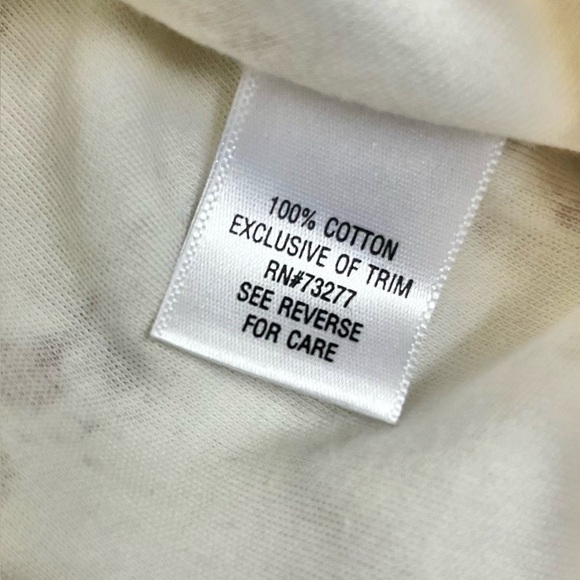 100% COTTON
EXCLUSIVE OF TRIM
RN#73277
SEE REVERSE
FOR CARE